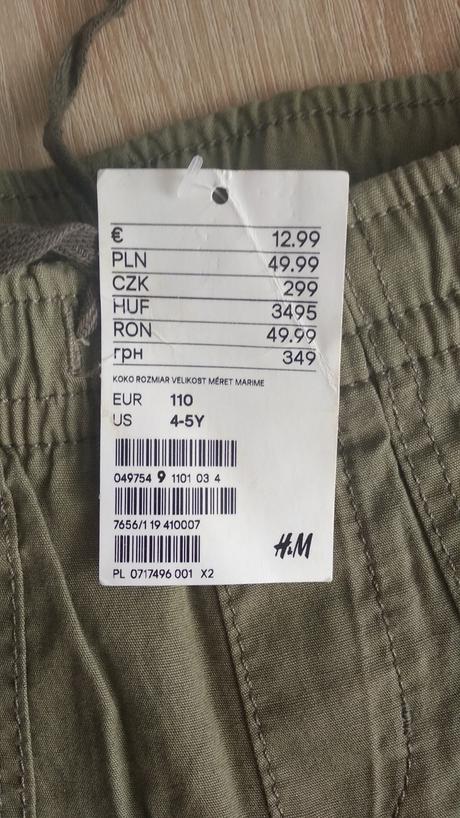 € 12.99
PLN 49.99
CZK 299
HUF 3495
RON 49.99
грн 349
KOKO ROZMIAR VELIKOST MÉRET MARIME
EUR 110
US 4-5Y
049754 9 1101 03 4
7656/1 19 410007
H&M
PL 0717496 001 X2